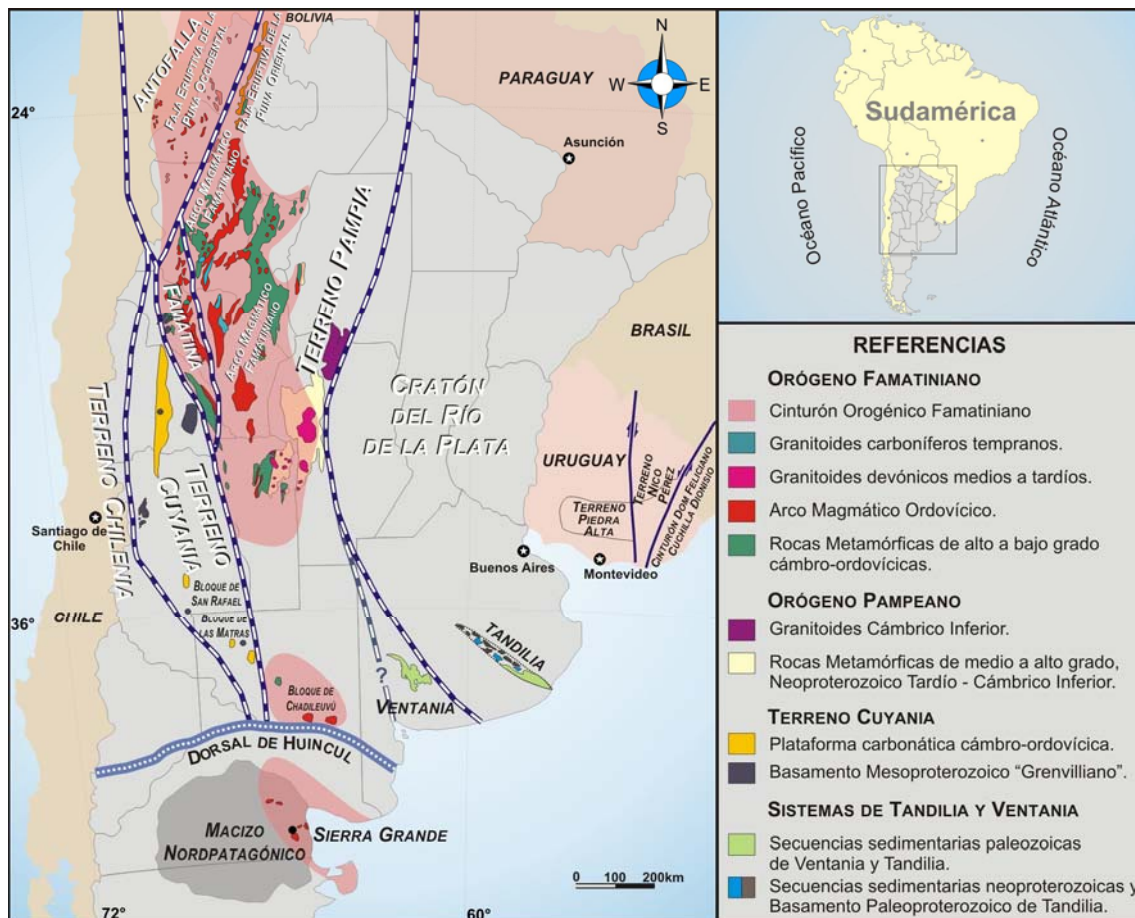 BOLIVIA
ANTOFALLA
FAJA ERUPTIVA DE LA
PUNA OCCIDENTAL
FAJA ERUPTIVA DE LA
PUNA ORIENTAL
PARAGUAY
N
W E
S
24°
Asunción
ARCO MAGMÁTICO
FAMATINIANO
TERRENO PAMPIA
FAMATINA
ARCO MAGMÁTICO
FAMATINIANO
BRASIL
CRATÓN
DEL RÍO
DE LA PLATA
TERRENO CHILENIA
TERRENO
CUYANIA
URUGUAY
TERRENO
NICO
PÉREZ
TERRENO
PIEDRA
ALTA
CINTURÓN DOM FELICIANO
CUCHILLA DIONISIO
Santiago de
Chile
Buenos Aires
Montevideo
BLOQUE DE
SAN RAFAEL
CHILE
36°
BLOQUE DE
LAS MATRAS
TANDILIA
?
VENTANIA
BLOQUE DE
CHADILEUVÚ
DORSAL DE HUINCUL
MACIZO
NORDPATAGÓNICO
SIERRA GRANDE
0 100 200km
72° 60°
Sudamérica
Océano Pacífico
Océano Atlántico
REFERENCIAS
ORÓGENO FAMATINIANO
Cinturón Orogénico Famatiniano
Granitoides carboníferos tempranos.
Granitoides devónicos medios a tardíos.
Arco Magmático Ordovícico.
Rocas Metamórficas de alto a bajo grado
cámbro-ordovícicas.
ORÓGENO PAMPEANO
Granitoides Cámbrico Inferior.
Rocas Metamórficas de medio a alto grado,
Neoproterozoico Tardío - Cámbrico Inferior.
TERRENO CUYANIA
Plataforma carbonática cámbro-ordovícica.
Basamento Mesoproterozoico “Grenvilliano”.
SISTEMAS DE TANDILIA Y VENTANIA
Secuencias sedimentarias paleozoicas
de Ventania y Tandilia.
Secuencias sedimentarias neoproterozoicas y
Basamento Paleoproterozoico de Tandilia.